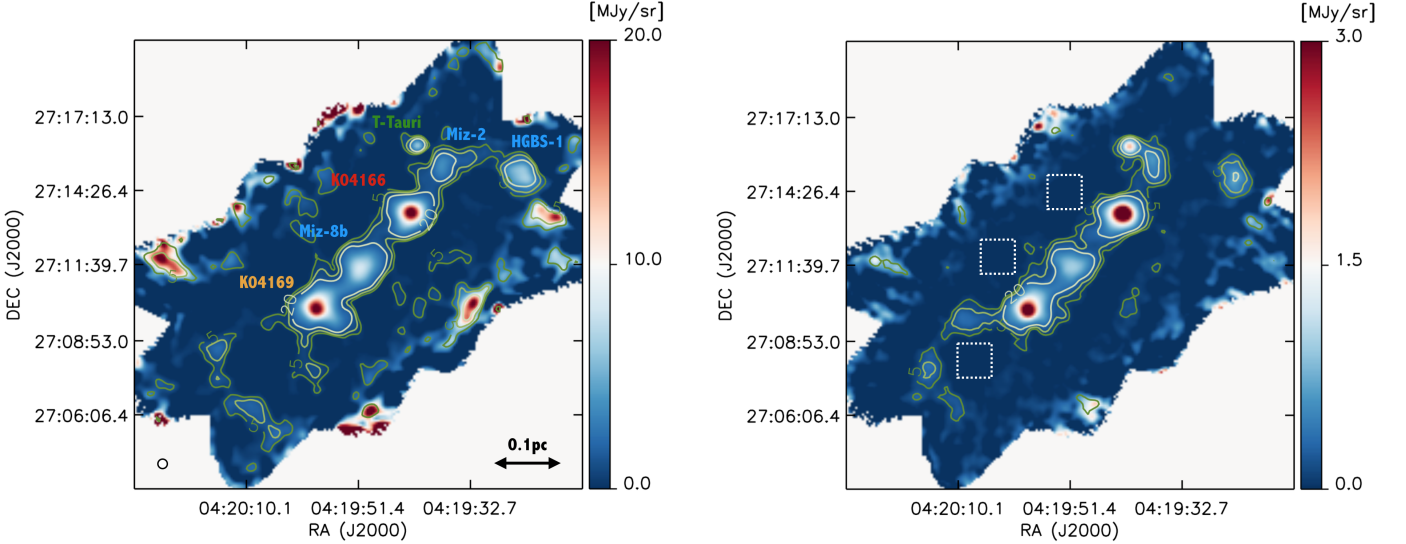 [MJy/sr]
20.0
10.0
0.0
27:17:13.0
27:14:26.4
27:11:39.7
27:08:53.0
27:06:06.4
DEC (J2000)
T-Tauri
Miz-2
HGBS-1
K04166
Miz-8b
K04169
0.1pc
04:20:10.1 04:19:51.4 04:19:32.7
RA (J2000)
[MJy/sr]
3.0
1.5
0.0
27:17:13.0
27:14:26.4
27:11:39.7
27:08:53.0
27:06:06.4
DEC (J2000)
04:20:10.1 04:19:51.4 04:19:32.7
RA (J2000)